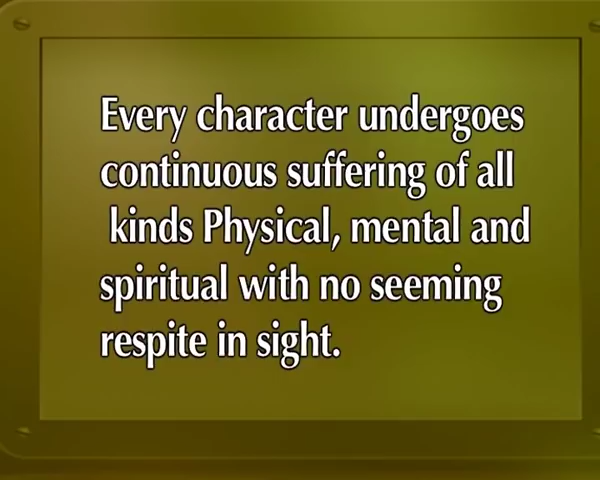 Every character undergoes
continuous suffering of all
kinds Physical, mental and
spiritual with no seeming
respite in sight.